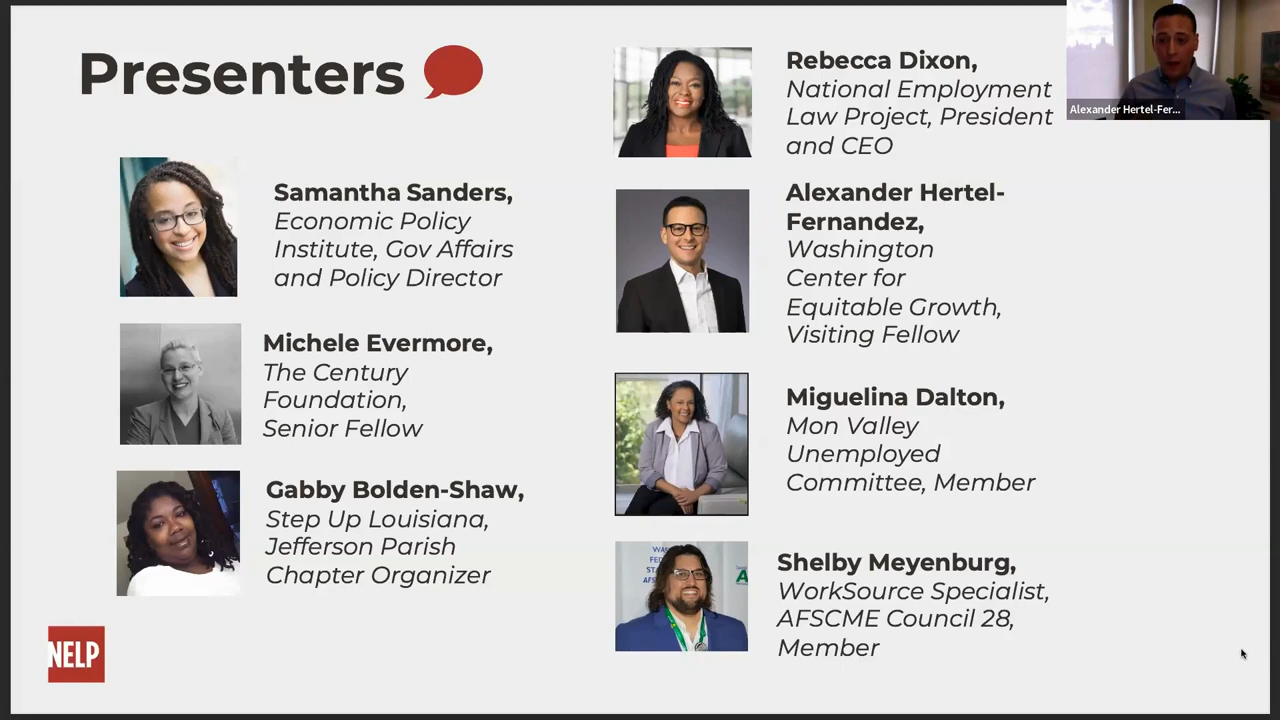 Presenters
Samantha Sanders,
Economic Policy
Institute, Gov Affairs
and Policy Director
Michele Evermore,
The Century
Foundation,
Senior Fellow
Gabby Bolden-Shaw,
Step Up Louisiana,
Jefferson Parish
Chapter Organizer
NELP
Rebecca Dixon,
National Employment
Law Project, President
and CEO
Alexander Hertel-
Fernandez,
Washington
Center for
Equitable Growth,
Visiting Fellow
Miguelina Dalton,
Mon Valley
Unemployed
Committee, Member
Shelby Meyenburg,
WorkSource Specialist,
AFSCME Council 28,
Member
Alexander Hertel-Fer...